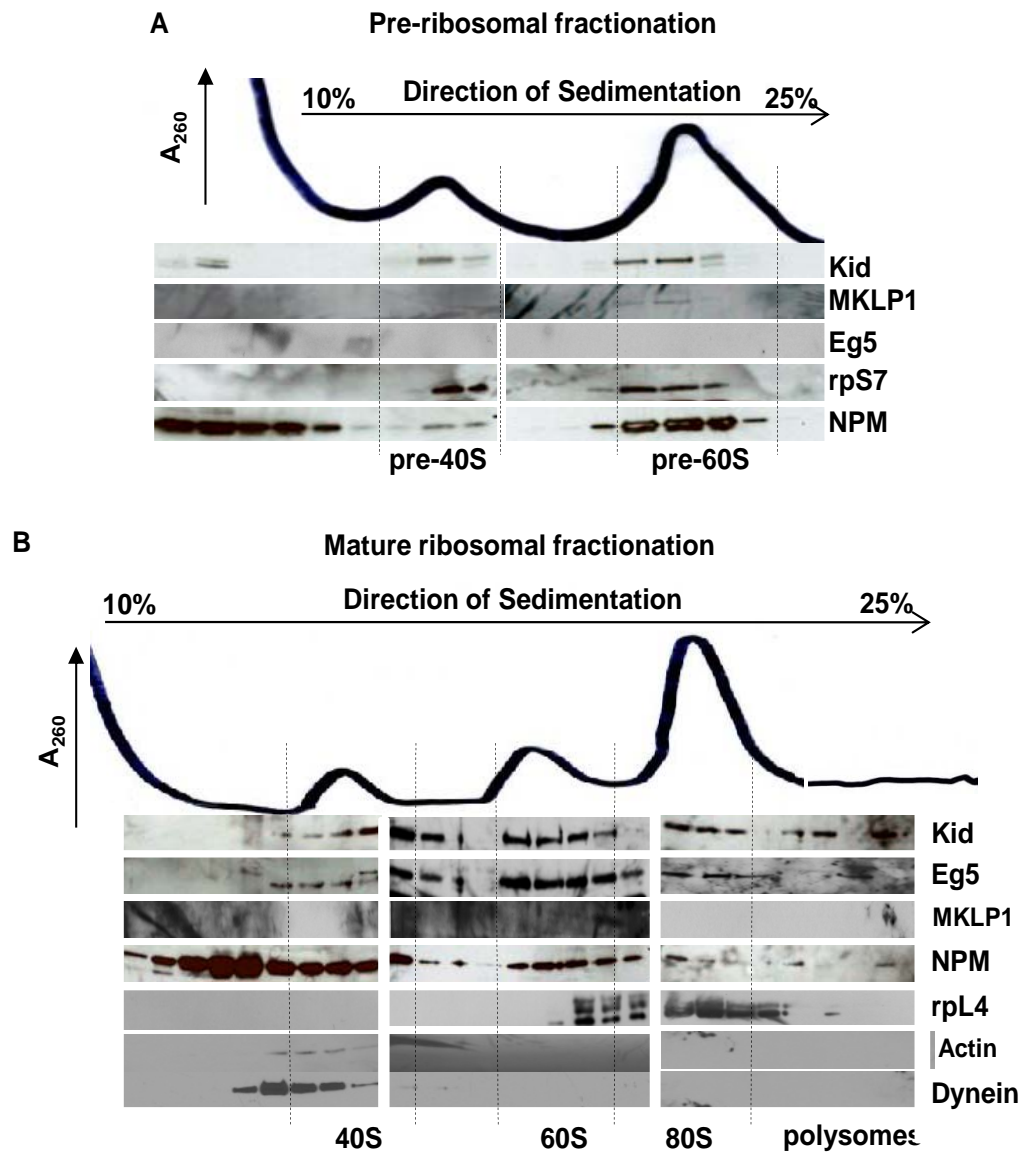 A
Pre-ribosomal fractionation
10% Direction of Sedimentation 25%
A260
Kid
MKLP1
Eg5
rpS7
NPM
pre-40S pre-60S
B
Mature ribosomal fractionation
10% Direction of Sedimentation 25%
A260
Kid
Eg5
MKLP1
NPM
rpL4
Actin
Dynein
40S 60S 80S polysomes